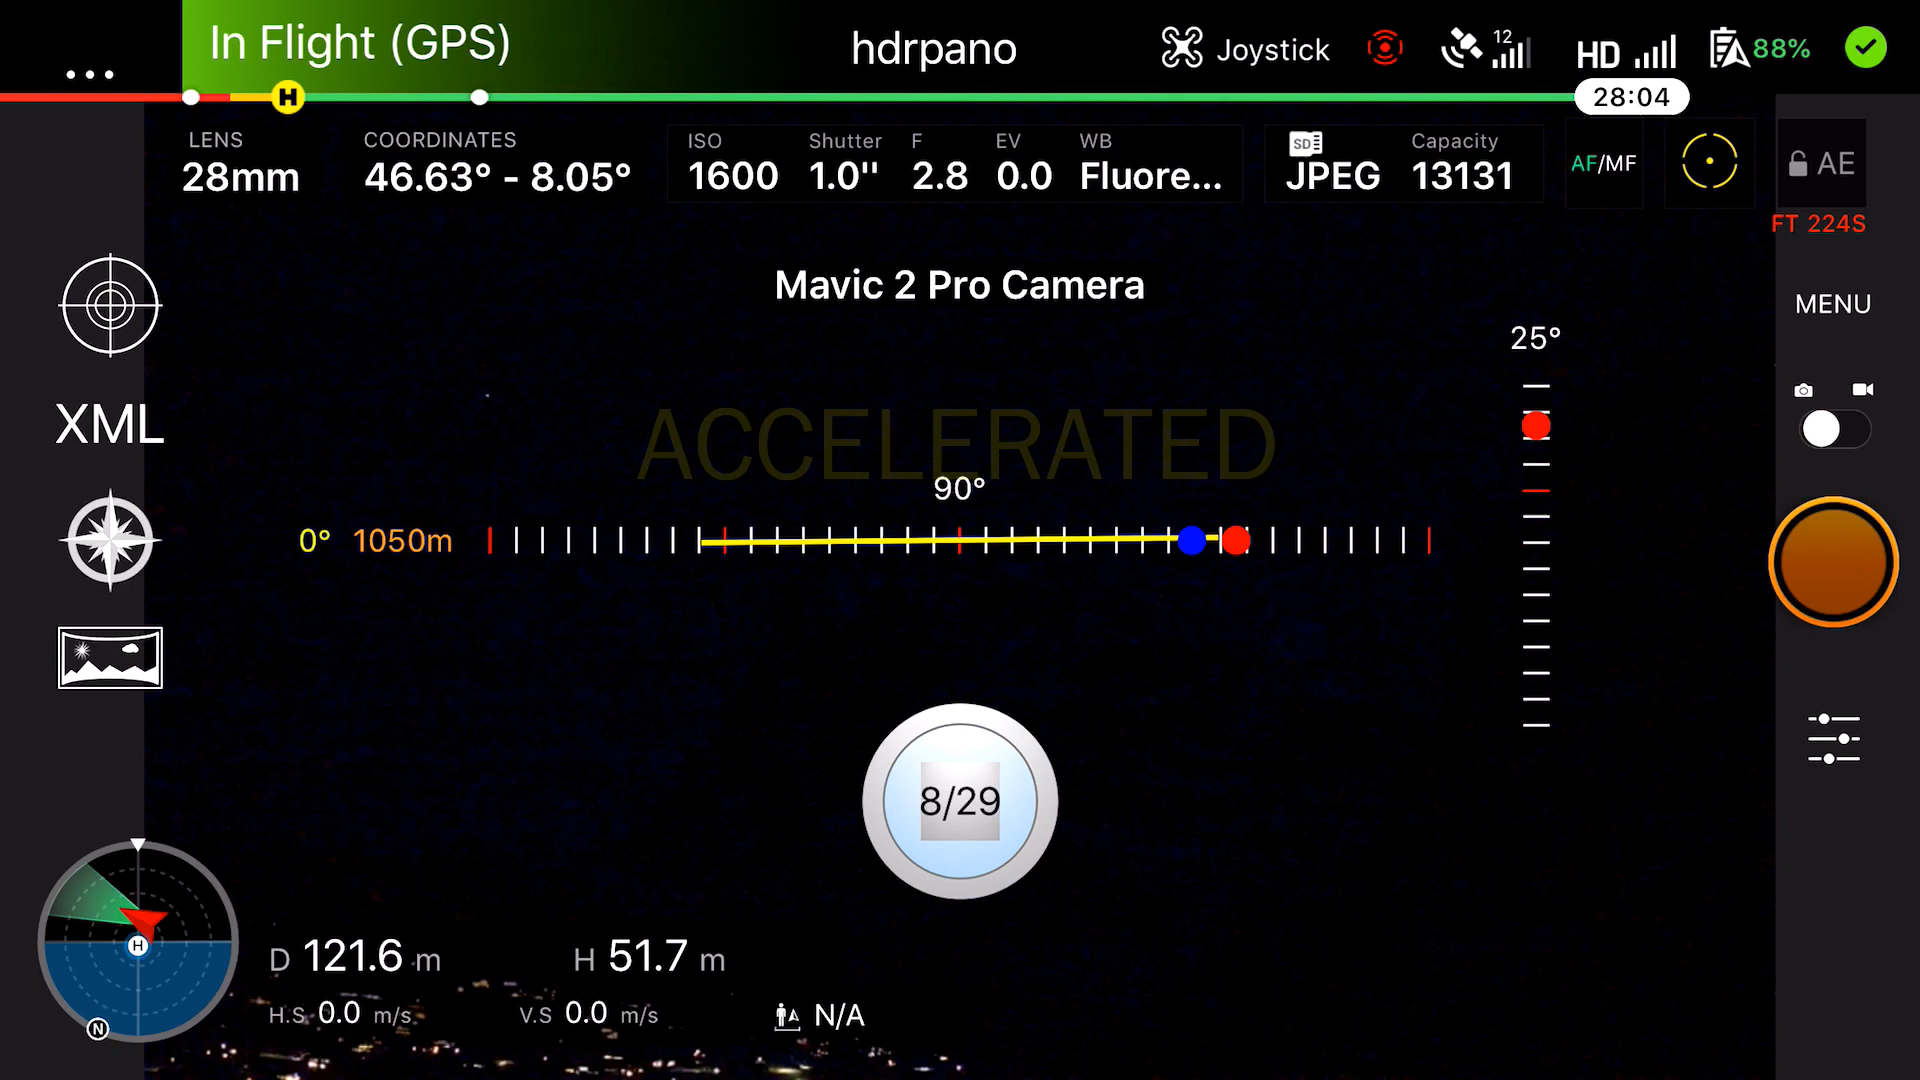 In Flight (GPS)
hdrpano
Joystick
12
HD
88%
H
28:04
LENS
28mm
COORDINATES
46.63° - 8.05°
ISO
1600
Shutter
1.0"
F
2.8
EV
0.0
WB
Fluore...
SD
JPEG
Capacity
13131
AF/MF
AE
FT 224S
Mavic 2 Pro Camera
MENU
25°
XML
ACCELERATED
90°
0°
1050m
8/29
H
N
D 121.6 m
H 51.7 m
H.S 0.0 m/s
V.S 0.0 m/s
N/A